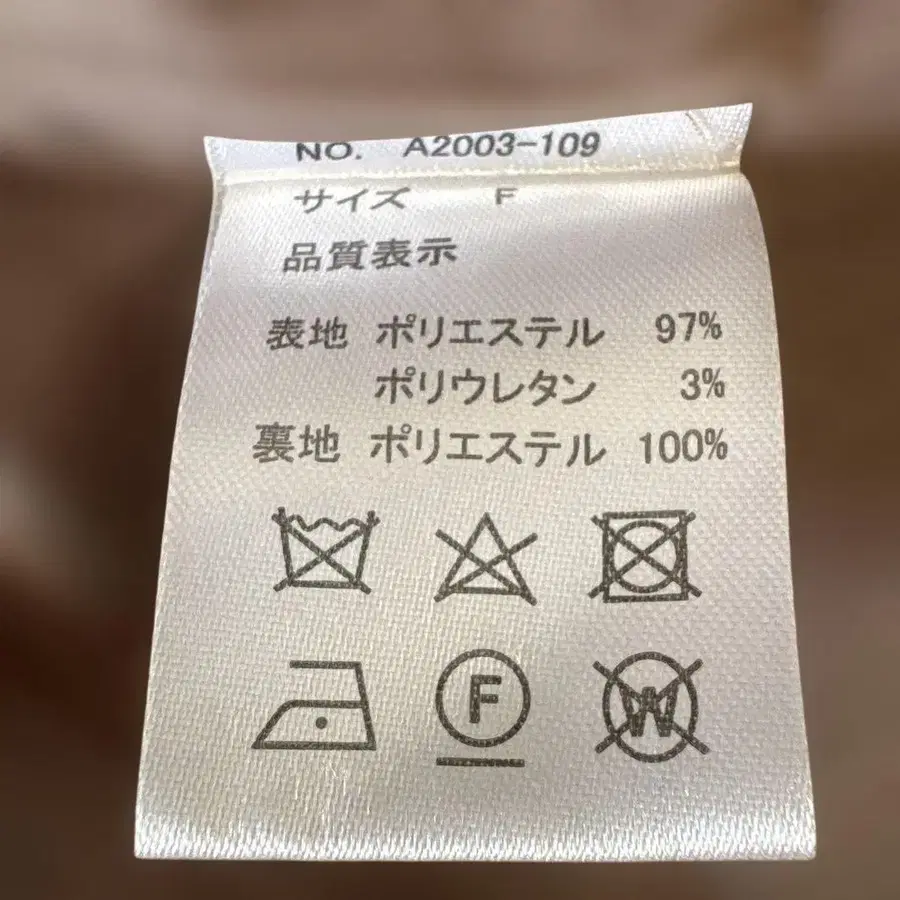 NO. A2003-109
サイズ F
品質表示
表地 ポリエステル 97%
ポリウレタン 3%
裏地 ポリエステル 100%
F
W